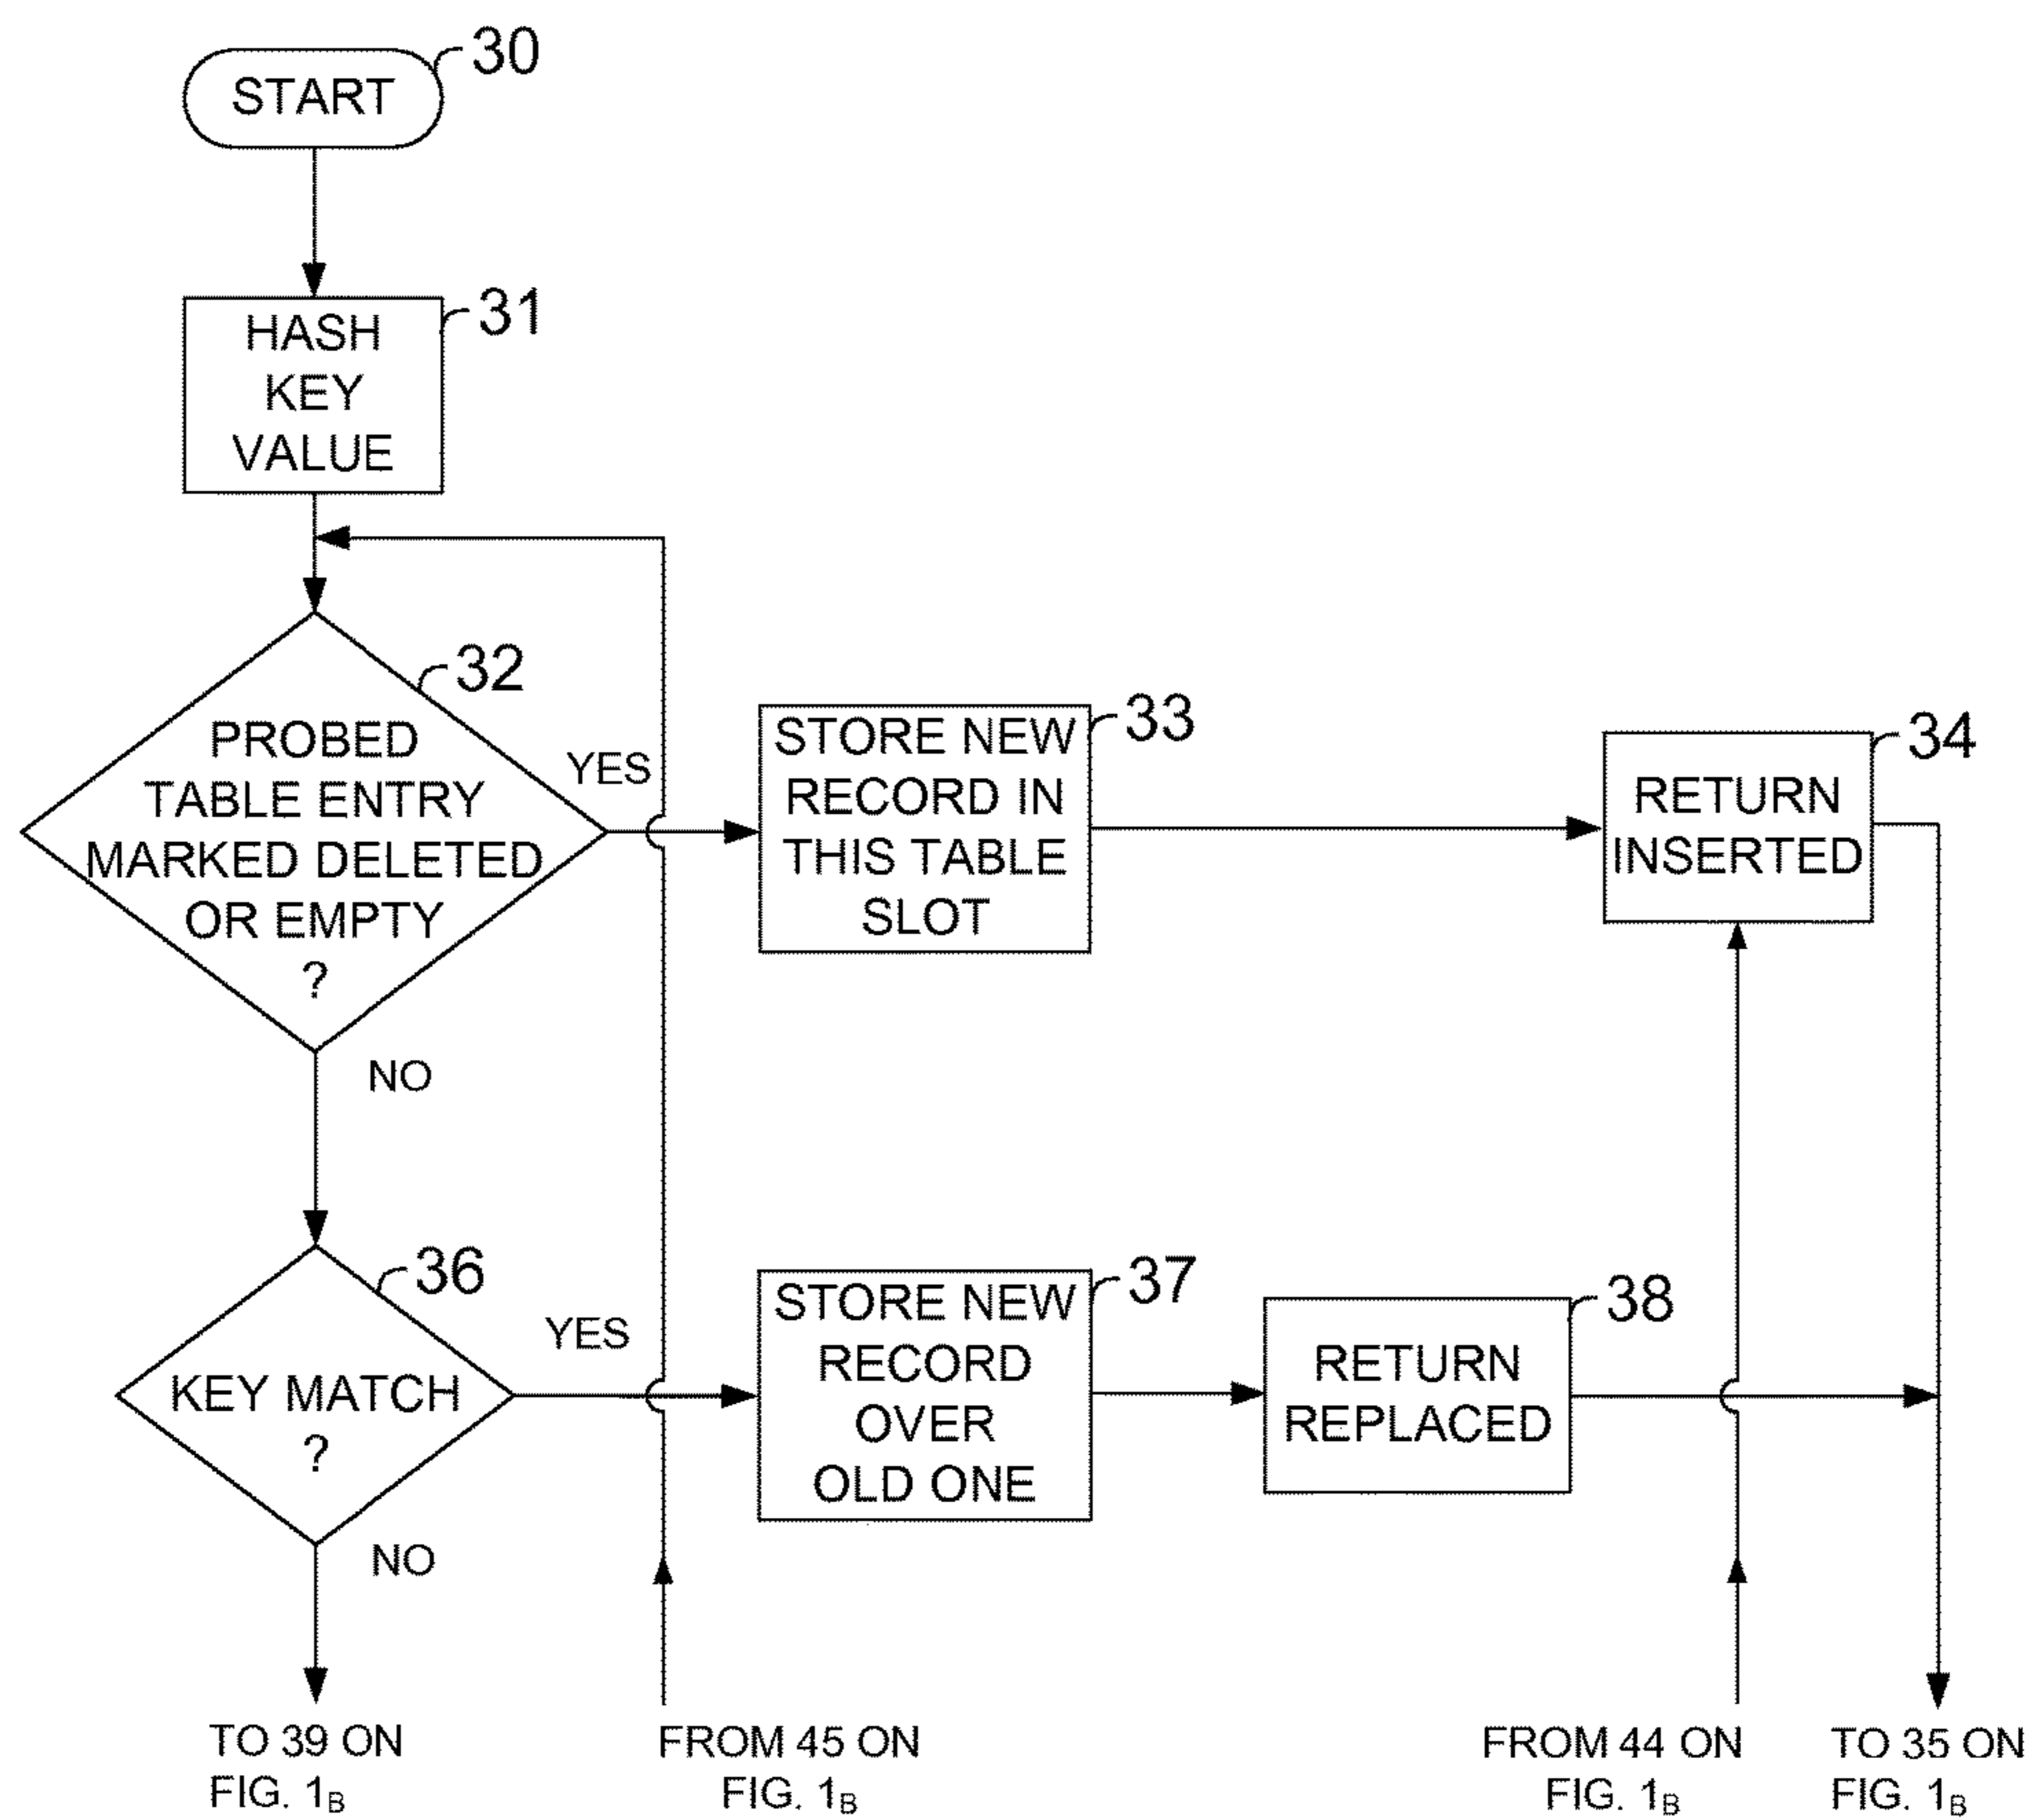 START
30
HASH
KEY
VALUE
31
PROBED
TABLE ENTRY
MARKED DELETED
OR EMPTY
?
32
YES
NO
STORE NEW
RECORD IN
THIS TABLE
SLOT
33
RETURN
INSERTED
34
KEY MATCH
?
36
YES
NO
STORE NEW
RECORD
OVER
OLD ONE
37
RETURN
REPLACED
38
TO 39 ON
FIG. 1B
FROM 45 ON
FIG. 1B
FROM 44 ON
FIG. 1B
TO 35 ON
FIG. 1B